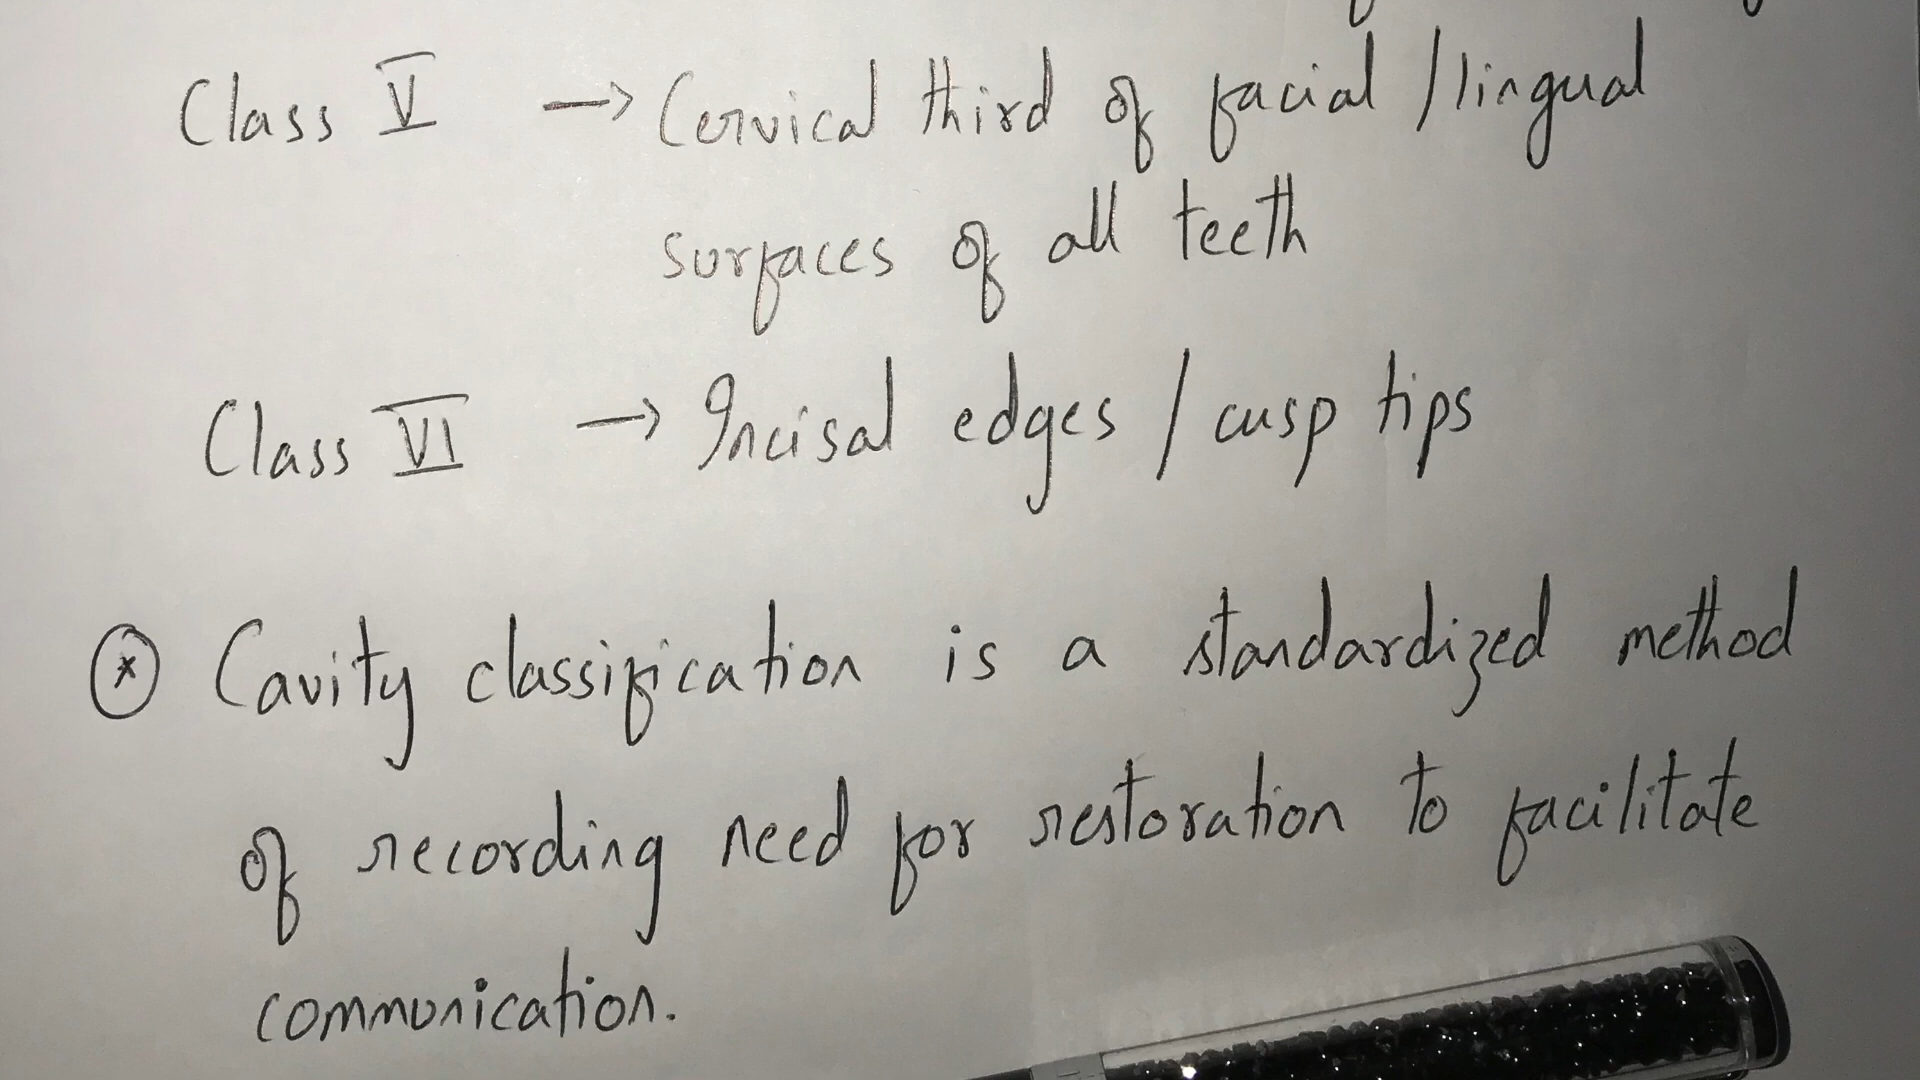 Class V → Cervical third of facial / lingual
surfaces of all teeth
Class VI → Incisal edges / cusp tips
⊛ Cavity classification is a standardized method
of recording need for restoration to facilitate
communication.